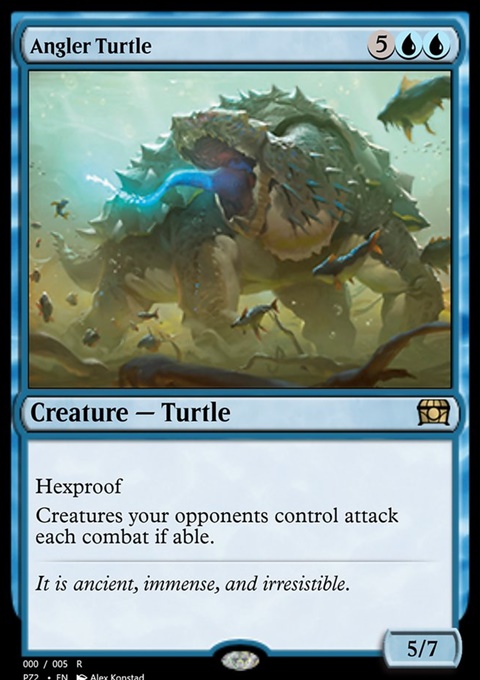 Angler Turtle 5
Creature — Turtle
Hexproof
Creatures your opponents control attack
each combat if able.
It is ancient, immense, and irresistible.
5/7
000 / 005 R
PZ2 • EN Alex Konstad